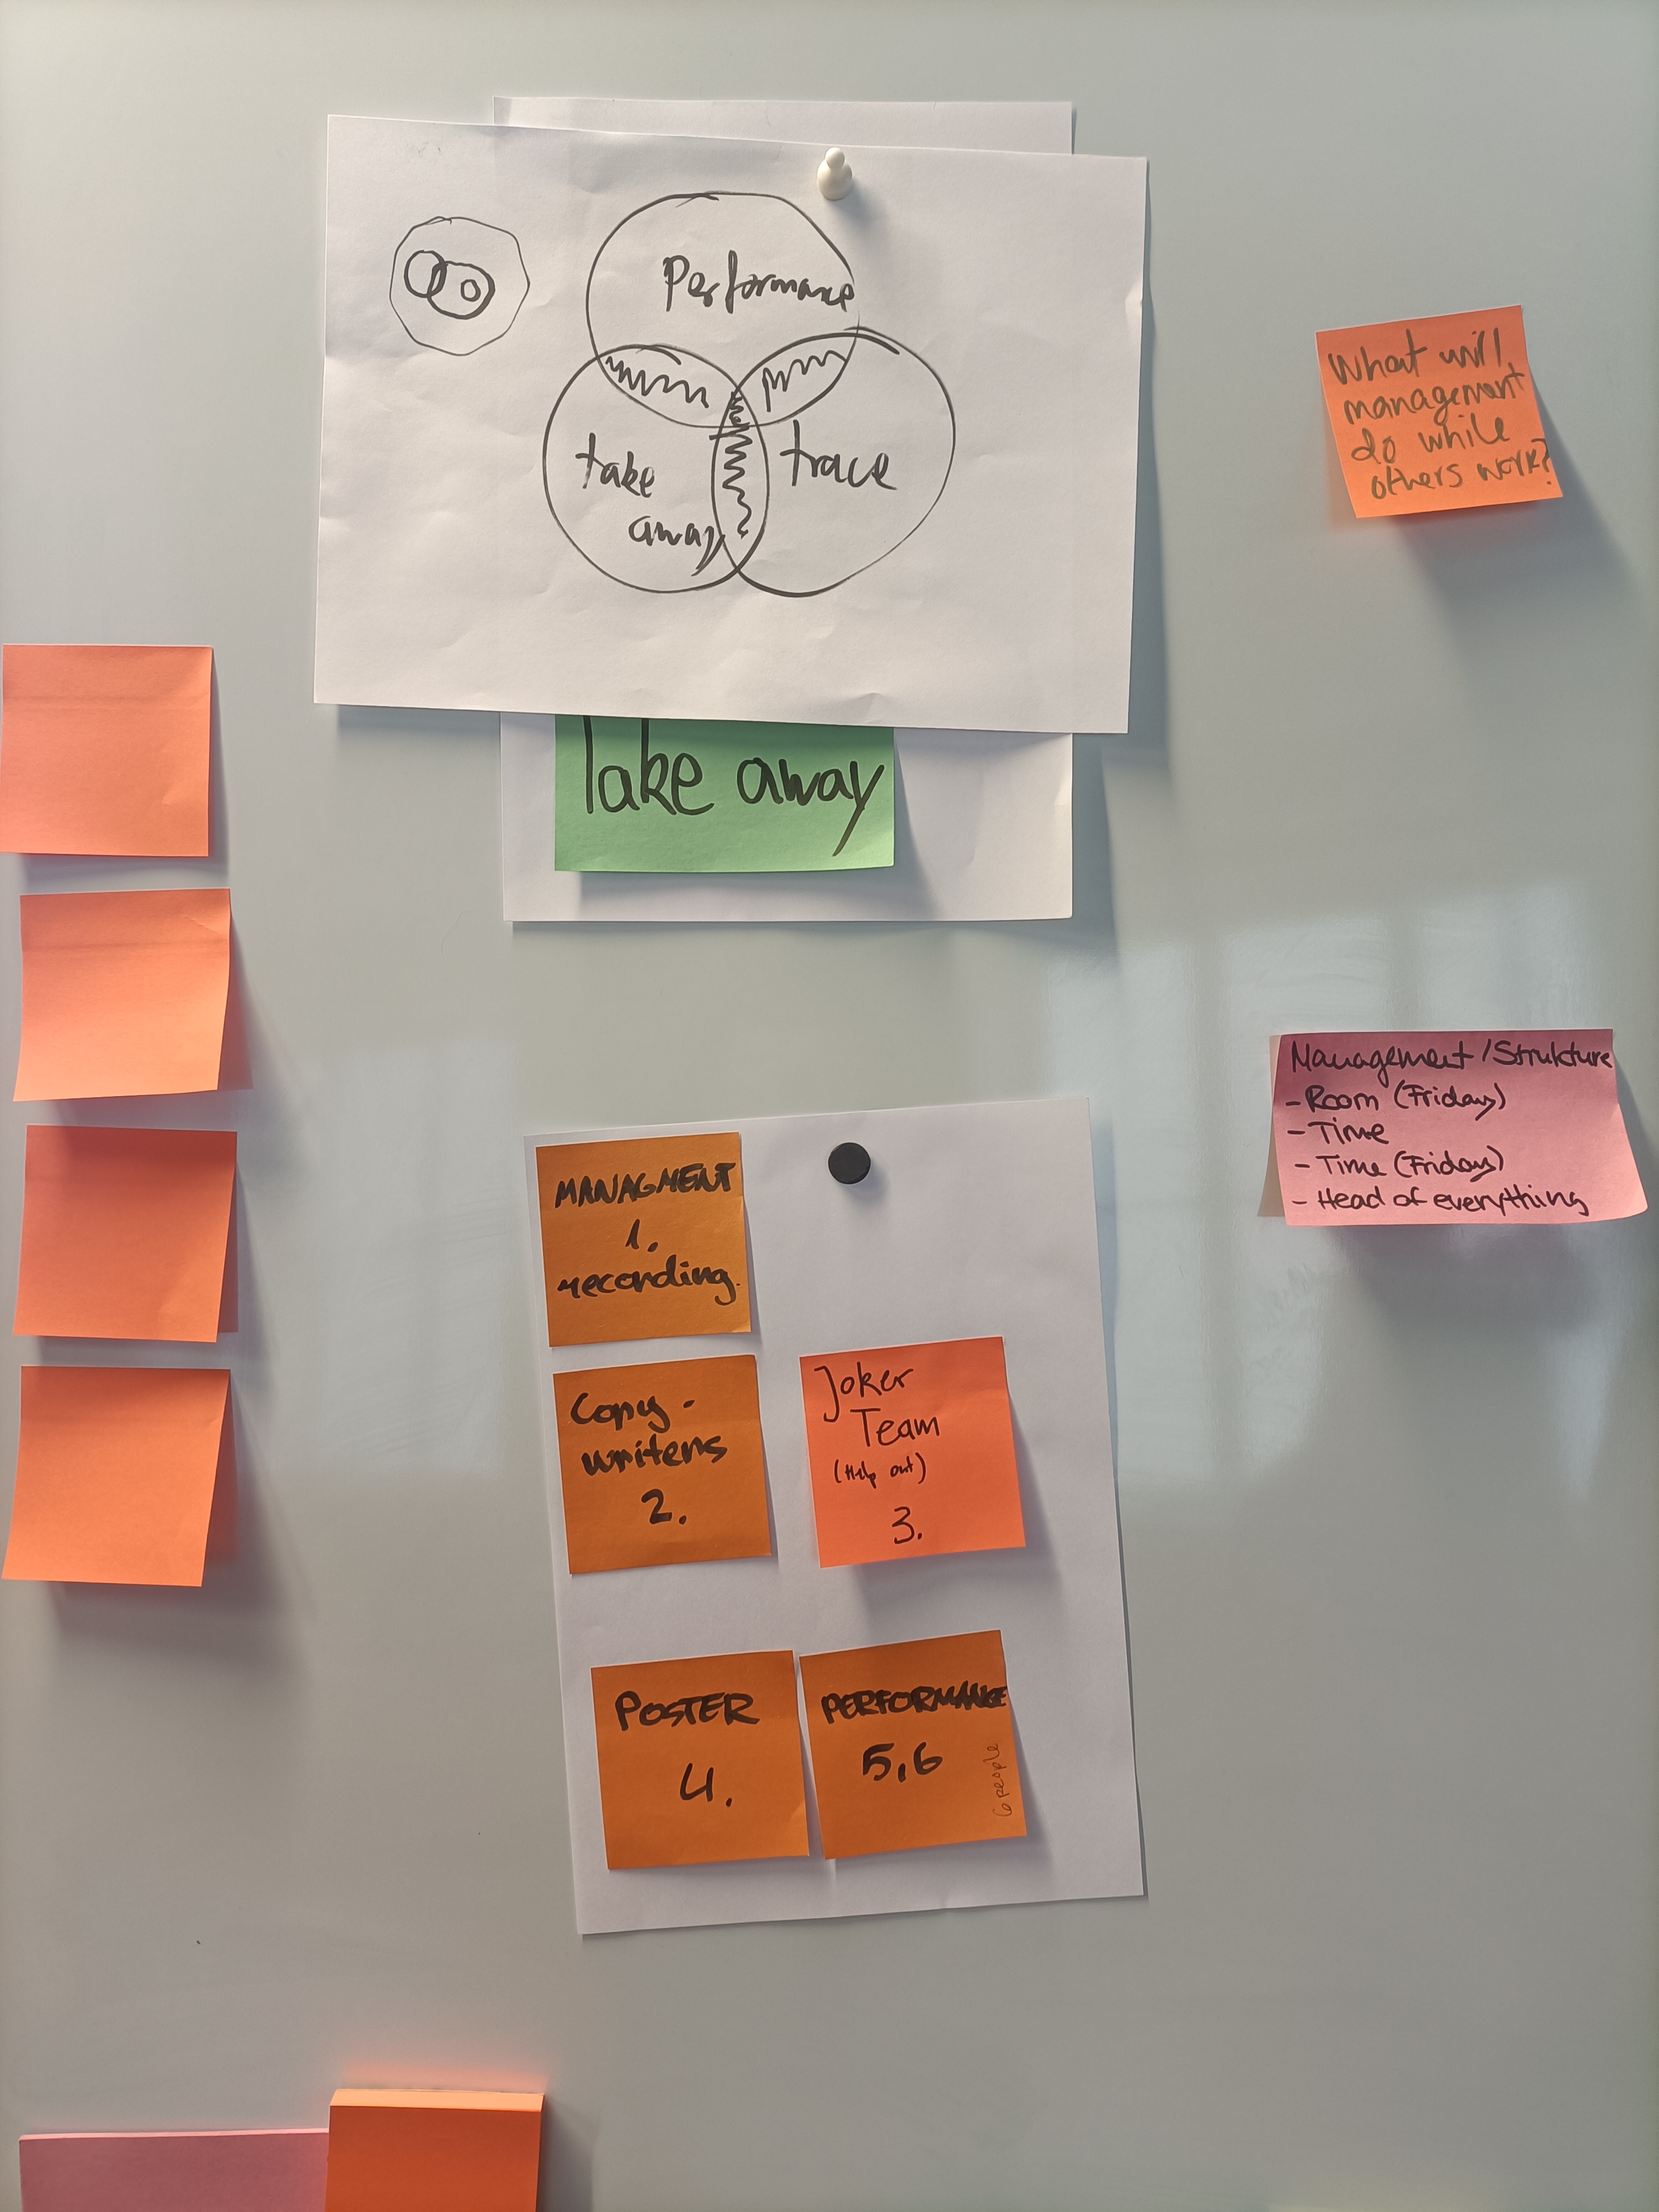 Performance
take
away
trace
What will
management
do while
others work?
Take away
Management / Strukture
- Room (Friday)
- Time
- Time (Friday)
- Head of everything
MANAGMENT
1.
recording.
Copy-
writers
2.
Joker
Team
(Help out)
3.
POSTER
4.
PERFORMANCE
5,6
6 people